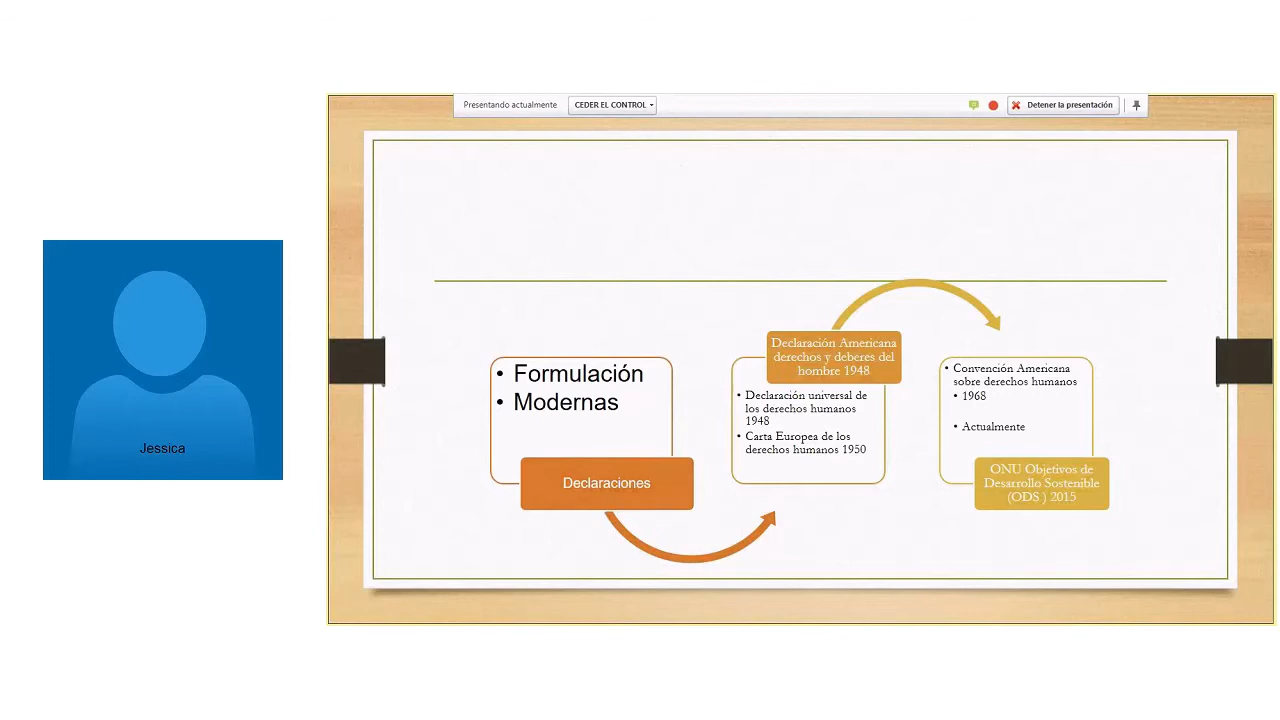 Presentando actualmente
CEDER EL CONTROL
Detener la presentación
Jessica
• Formulación
• Modernas
Declaraciones
Declaración Americana
derechos y deberes del
hombre 1948
• Declaración universal de
los derechos humanos
1948
• Carta Europea de los
derechos humanos 1950
• Convención Americana
sobre derechos humanos
• 1968
• Actualmente
ONU Objetivos de
Desarrollo Sostenible
(ODS ) 2015